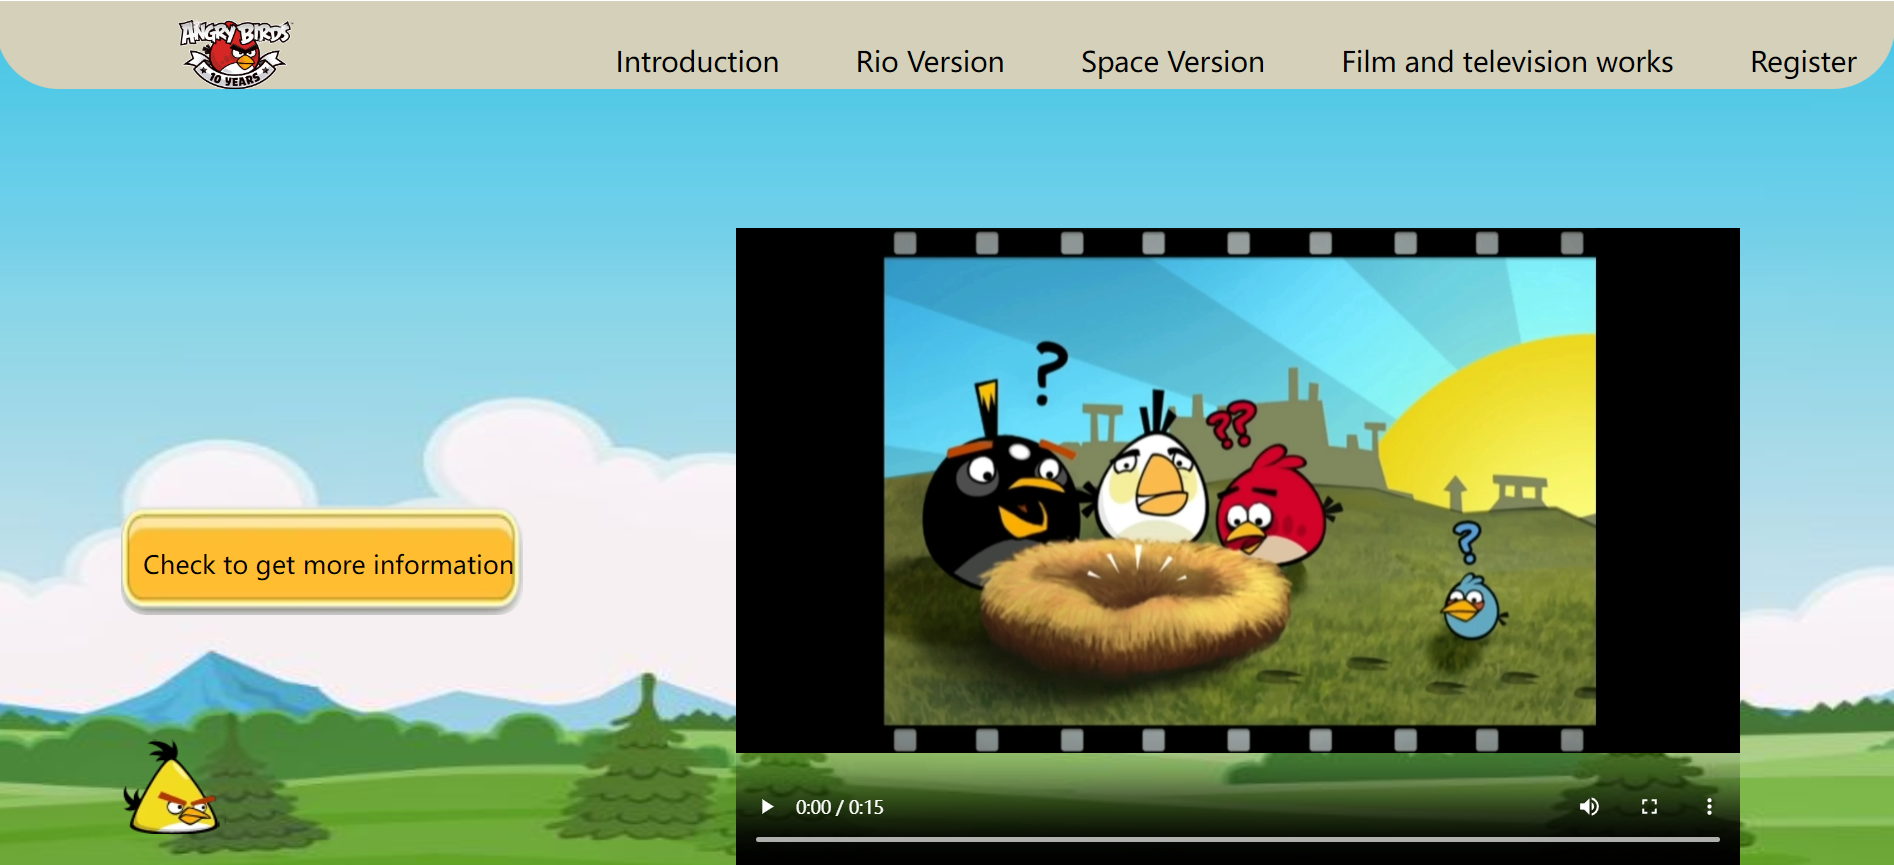 ANGRY BIRDS
10 YEARS
Introduction Rio Version Space Version Film and television works Register
?
??
?
Check to get more information
0:00 / 0:15